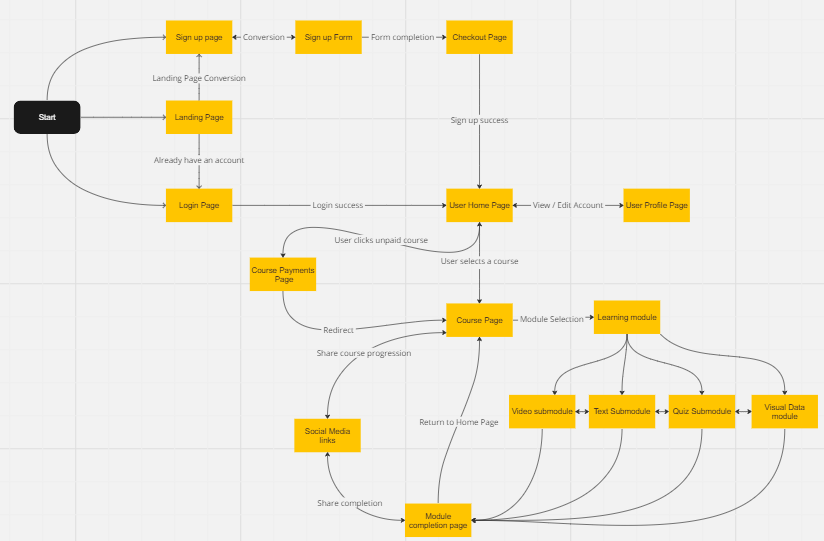 Sign up page
Conversion
Sign up Form
Form completion
Checkout Page
Landing Page Conversion
Start
Landing Page
Sign up success
Already have an account
Login Page
Login success
User Home Page
View / Edit Account
User Profile Page
User clicks unpaid course
User selects a course
Course Payments
Page
Course Page
Module Selection
Learning module
Redirect
Share course progression
Video submodule
Text Submodule
Quiz Submodule
Visual Data
module
Return to Home Page
Social Media
links
Share completion
Module
completion page